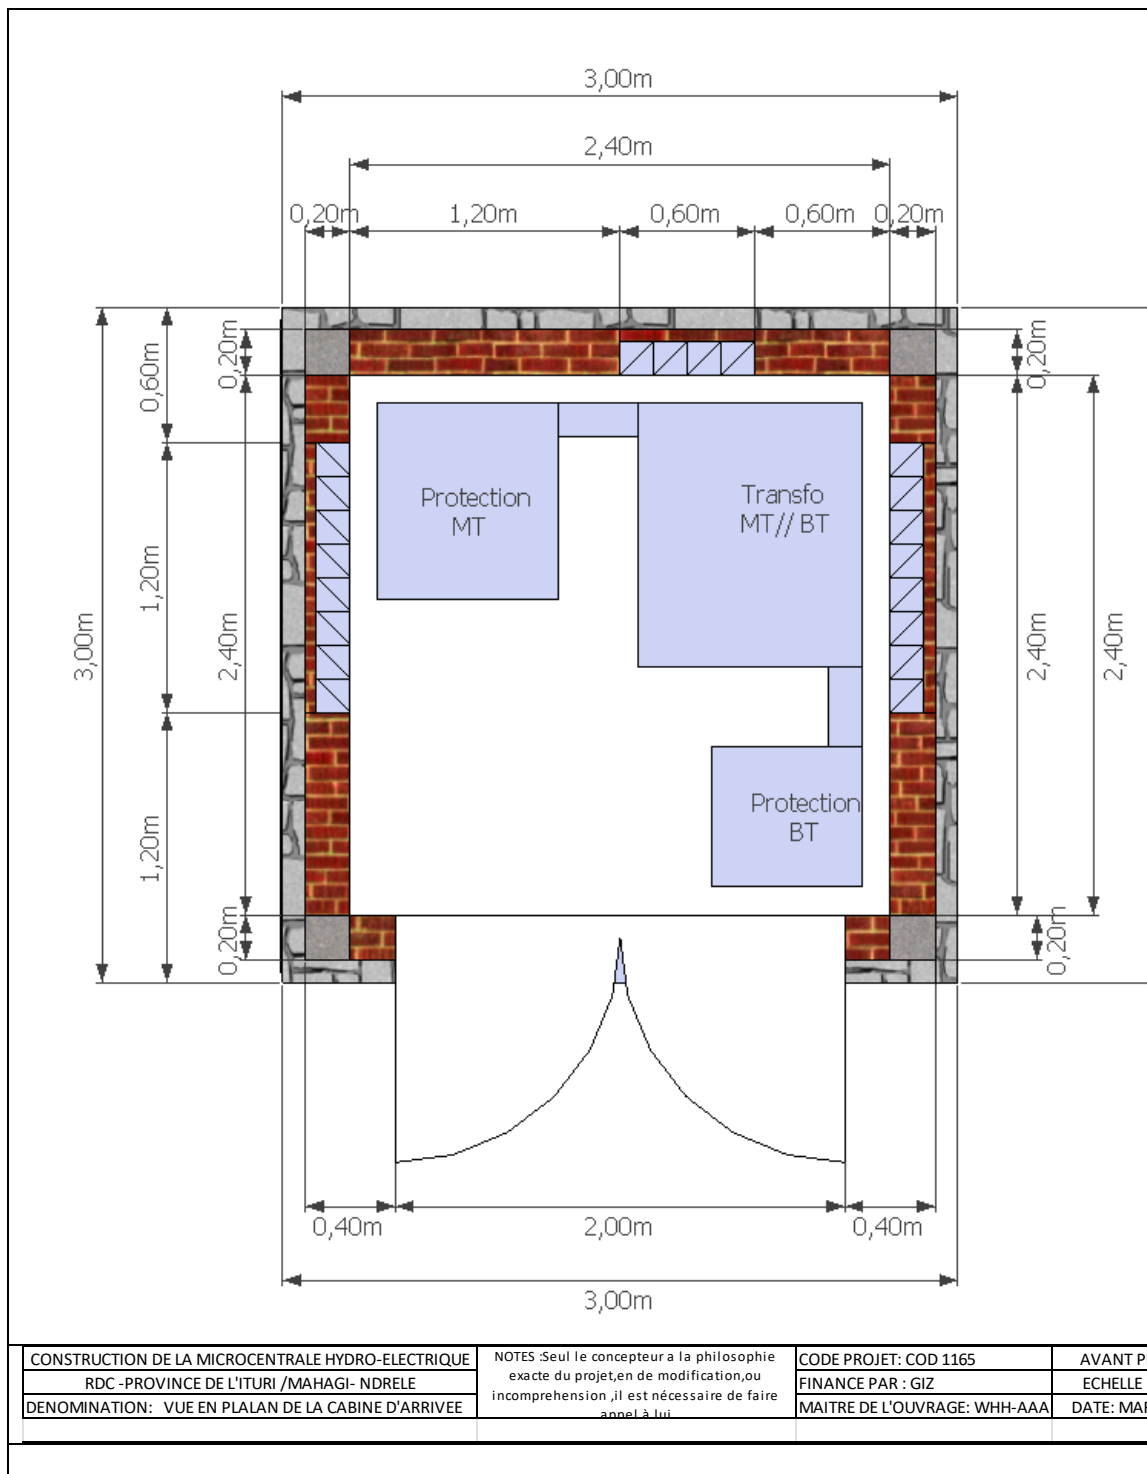 3,00m
2,40m
0,20m 1,20m 0,60m 0,60m 0,20m
0,60m
0,20m
0,20m
1,20m
3,00m
2,40m
2,40m
2,40m
1,20m
0,20m
0,20m
Protection
MT
Transfo
MT// BT
Protection
BT
0,40m 2,00m 0,40m
3,00m
CONSTRUCTION DE LA MICROCENTRALE HYDRO-ELECTRIQUE
RDC -PROVINCE DE L'ITURI /MAHAGI- NDRELE
DENOMINATION: VUE EN PLALAN DE LA CABINE D'ARRIVEE
NOTES :Seul le concepteur a la philosophie
exacte du projet,en de modification,ou
incomprehension ,il est nécessaire de faire
appel à lui
CODE PROJET: COD 1165
FINANCE PAR : GIZ
MAITRE DE L'OUVRAGE: WHH-AAA
AVANT P
ECHELLE
DATE: MA